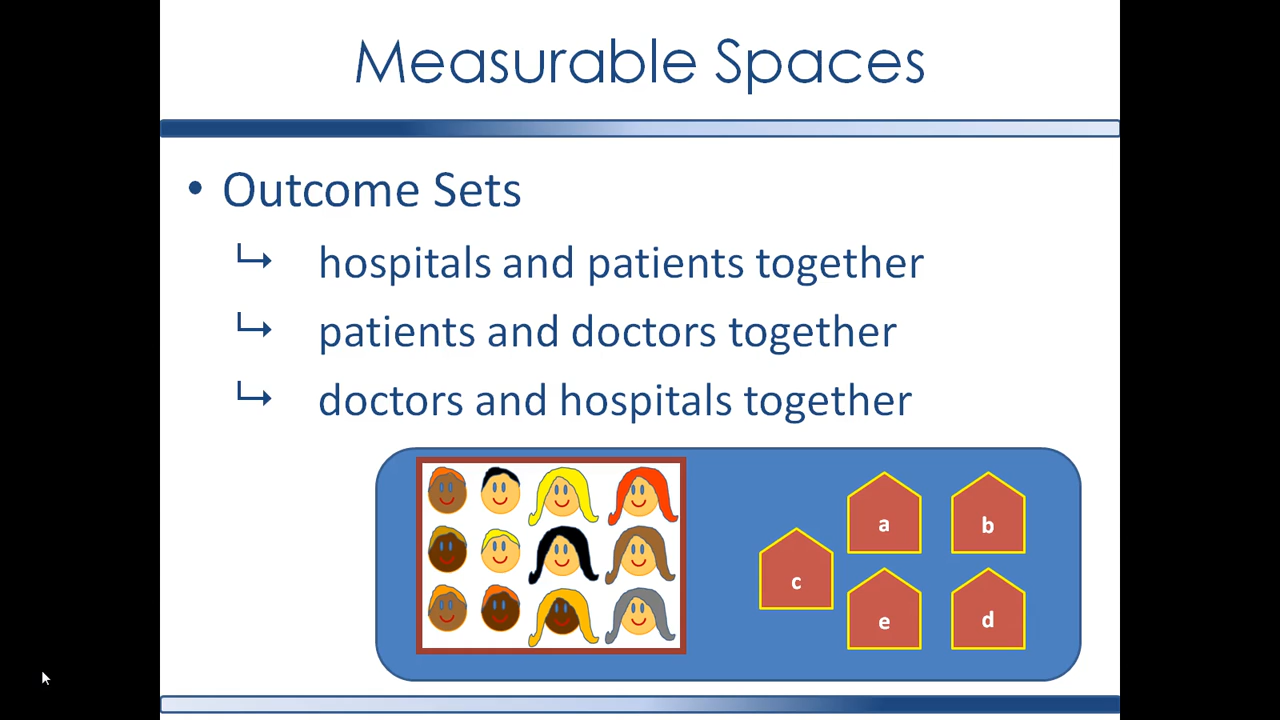 Measurable Spaces
• Outcome Sets
↳ hospitals and patients together
↳ patients and doctors together
↳ doctors and hospitals together
a b
c
e d